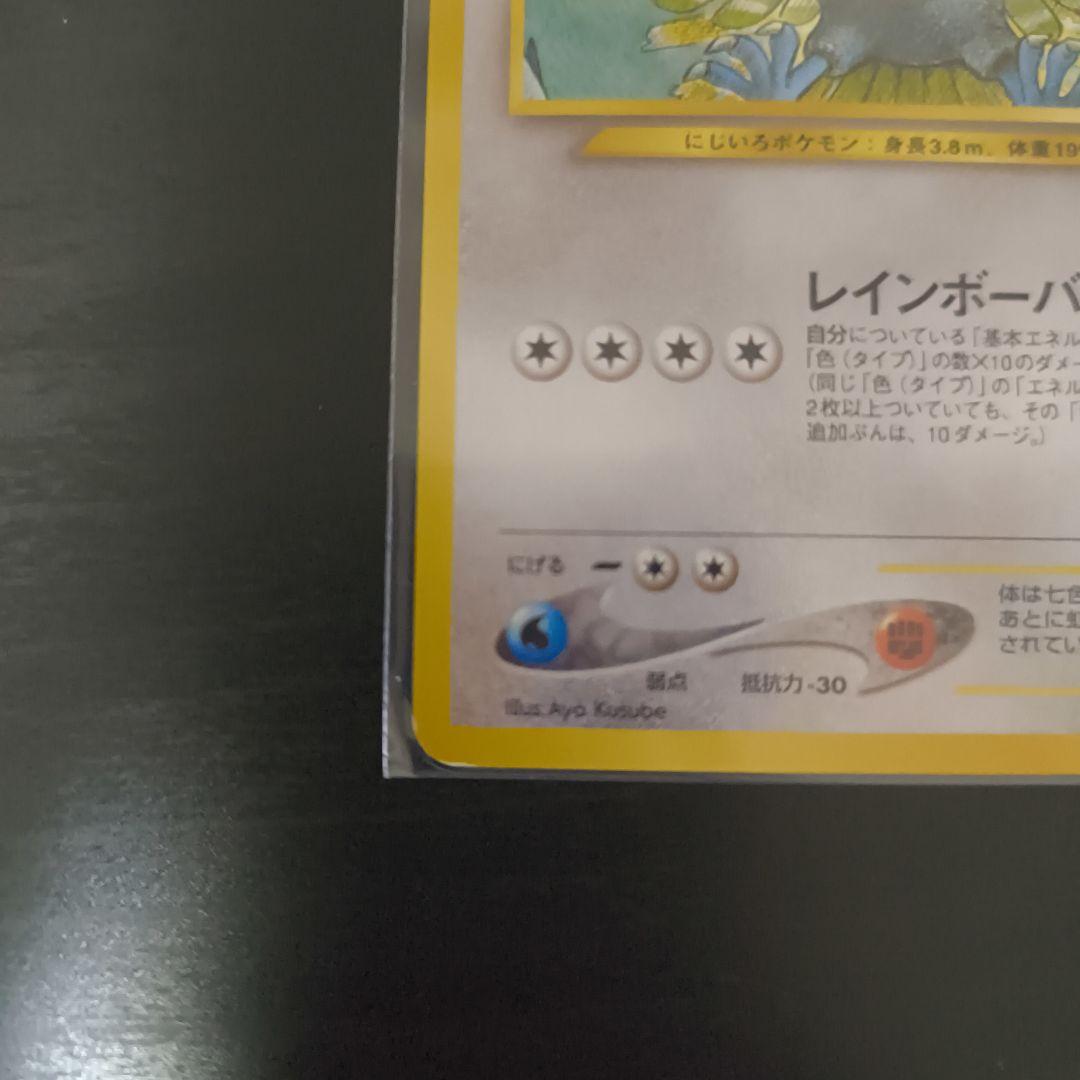 にじいろポケモン：身長3.8m、体重19
レインボーバ
自分についている「基本エネル
「色（タイプ）」の数×10のダメー
（同じ「色（タイプ）」の「エネル
2枚以上ついていても、その「
追加ぶんは、10ダメージ。）
にげる
体は七色
あとに虹
されてい
弱点 抵抗力 -30
Illus. Aya Kusube